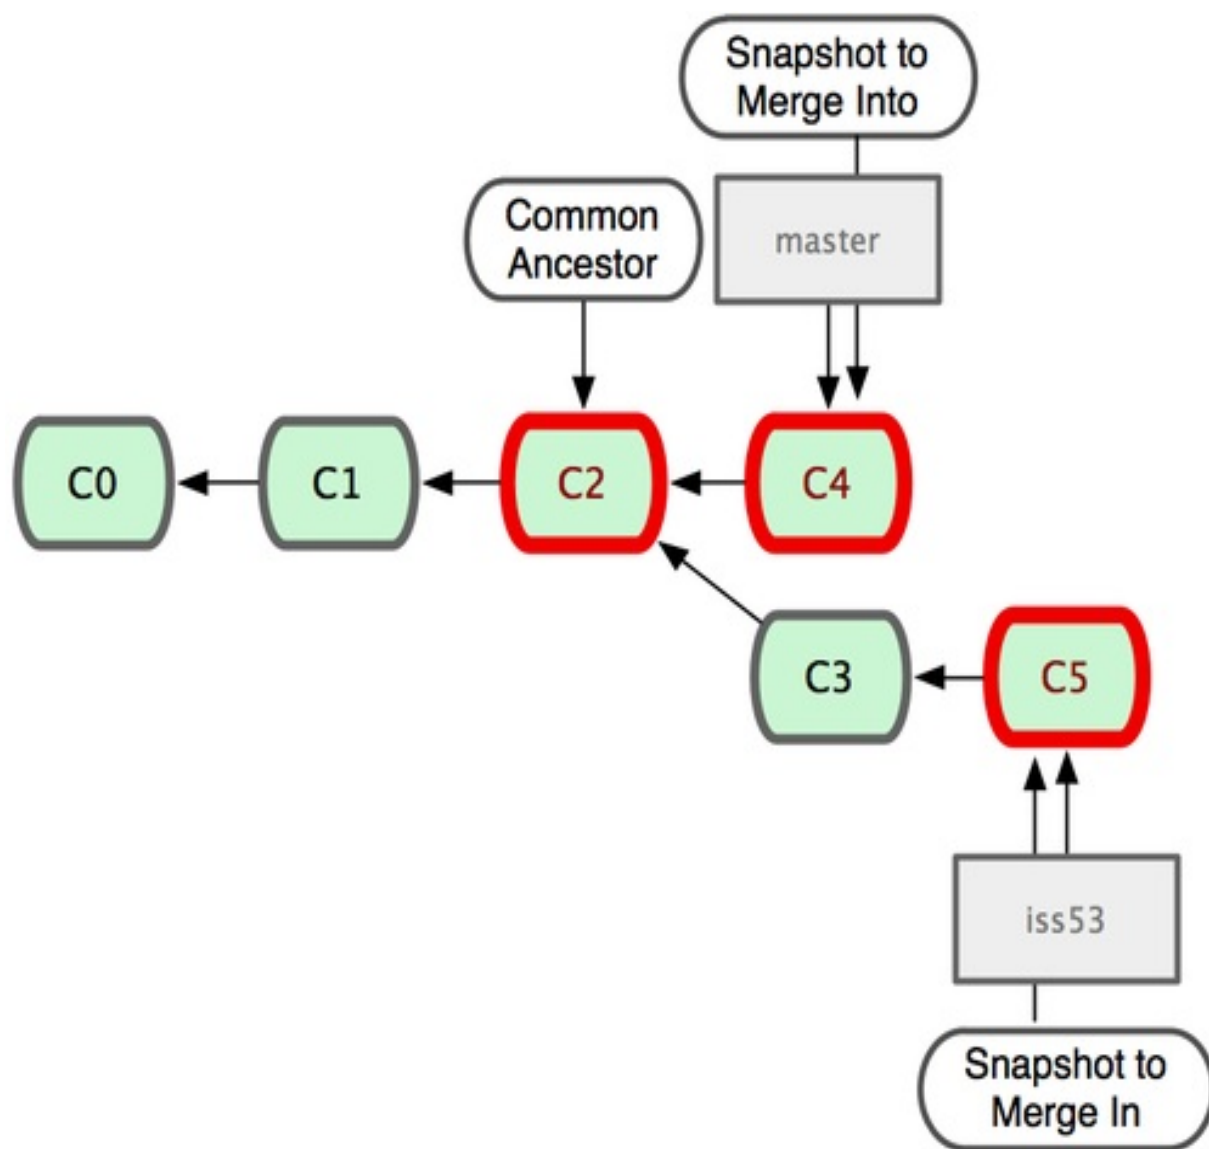 Snapshot to
Merge Into
Common
Ancestor
master
C0
C1
C2
C4
C3
C5
iss53
Snapshot to
Merge In